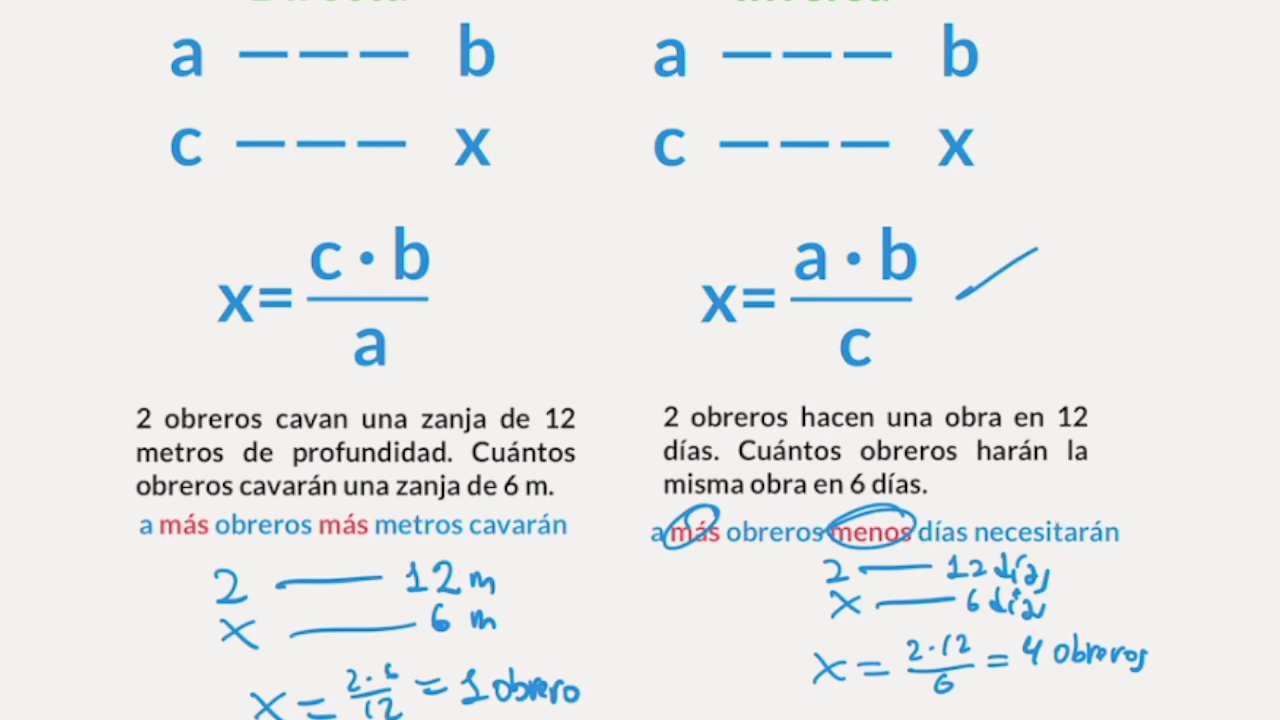 a — — — b
c — — — x
x= c · b / a
2 obreros cavan una zanja de 12
metros de profundidad. Cuántos
obreros cavarán una zanja de 6 m.
a más obreros más metros cavarán
2 — 12 m
x — 6 m
x = 2 · 6 / 12 = 1 obrero
a — — — b
c — — — x
x= a · b / c
2 obreros hacen una obra en 12
días. Cuántos obreros harán la
misma obra en 6 días.
a más obreros menos días necesitarán
2 — 12 días
x — 6 días
x = 2 · 12 / 6 = 4 obreros